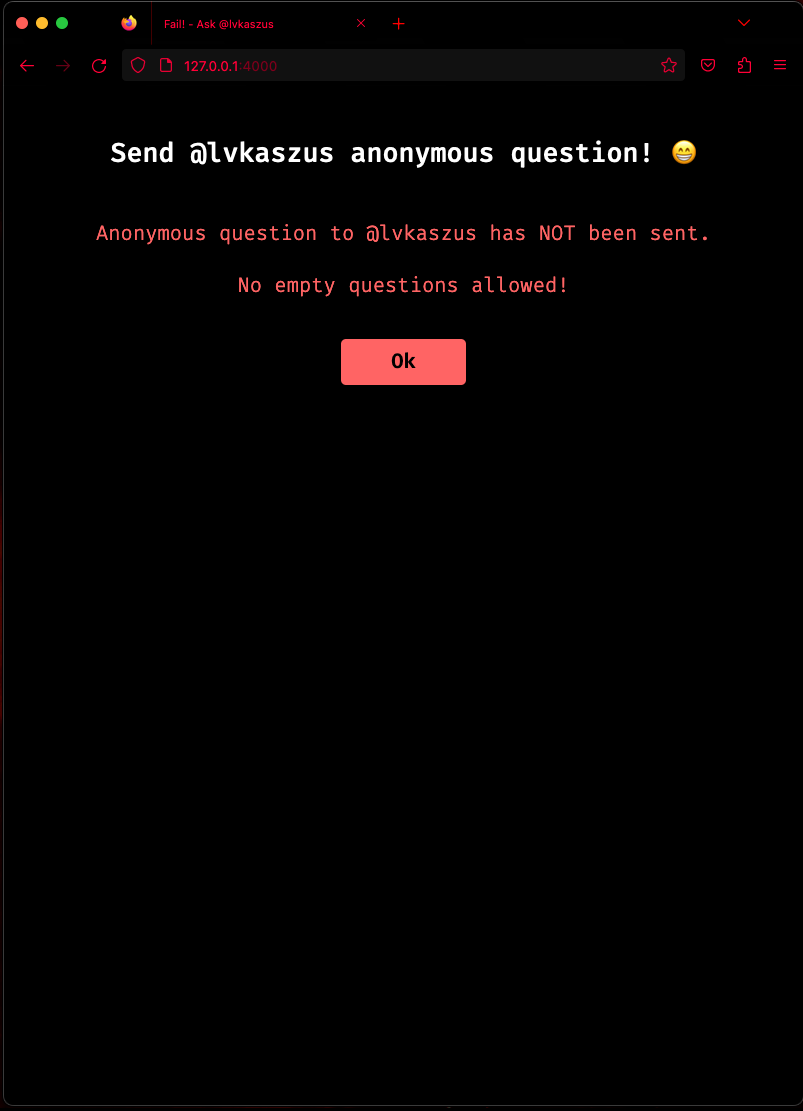 Fail! - Ask @lvkaszus
127.0.0.1:4000
Send @lvkaszus anonymous question! 😁
Anonymous question to @lvkaszus has NOT been sent.
No empty questions allowed!
Ok